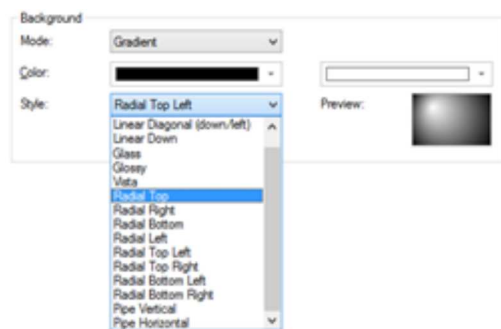 Background
Mode:
Gradient
Color:
Style:
Radial Top Left
Preview:
Linear Diagonal (down/left)
Linear Down
Glass
Glossy
Vista
Radial Top
Radial Right
Radial Bottom
Radial Left
Radial Top Left
Radial Top Right
Radial Bottom Left
Radial Bottom Right
Pipe Vertical
Pipe Horizontal